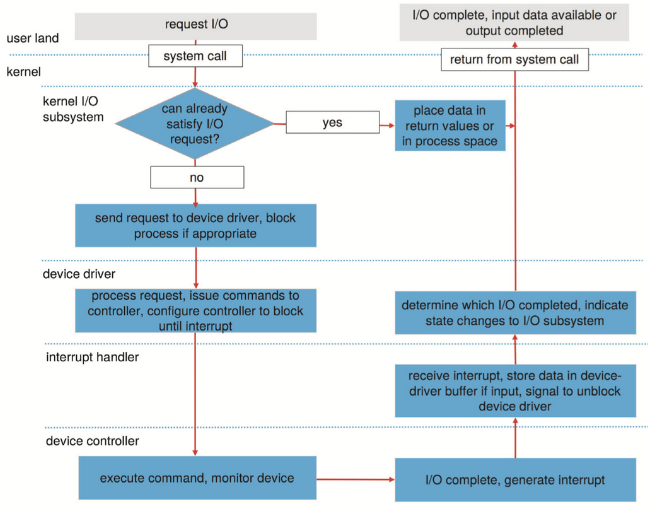 request I/O
I/O complete, input data available or
output completed
user land
system call
return from system call
kernel
kernel I/O
subsystem
can already
satisfy I/O
request?
yes
place data in
return values or
in process space
no
send request to device driver, block
process if appropriate
device driver
process request, issue commands to
controller, configure controller to block
until interrupt
determine which I/O completed, indicate
state changes to I/O subsystem
interrupt handler
receive interrupt, store data in device-
driver buffer if input, signal to unblock
device driver
device controller
execute command, monitor device
I/O complete, generate interrupt